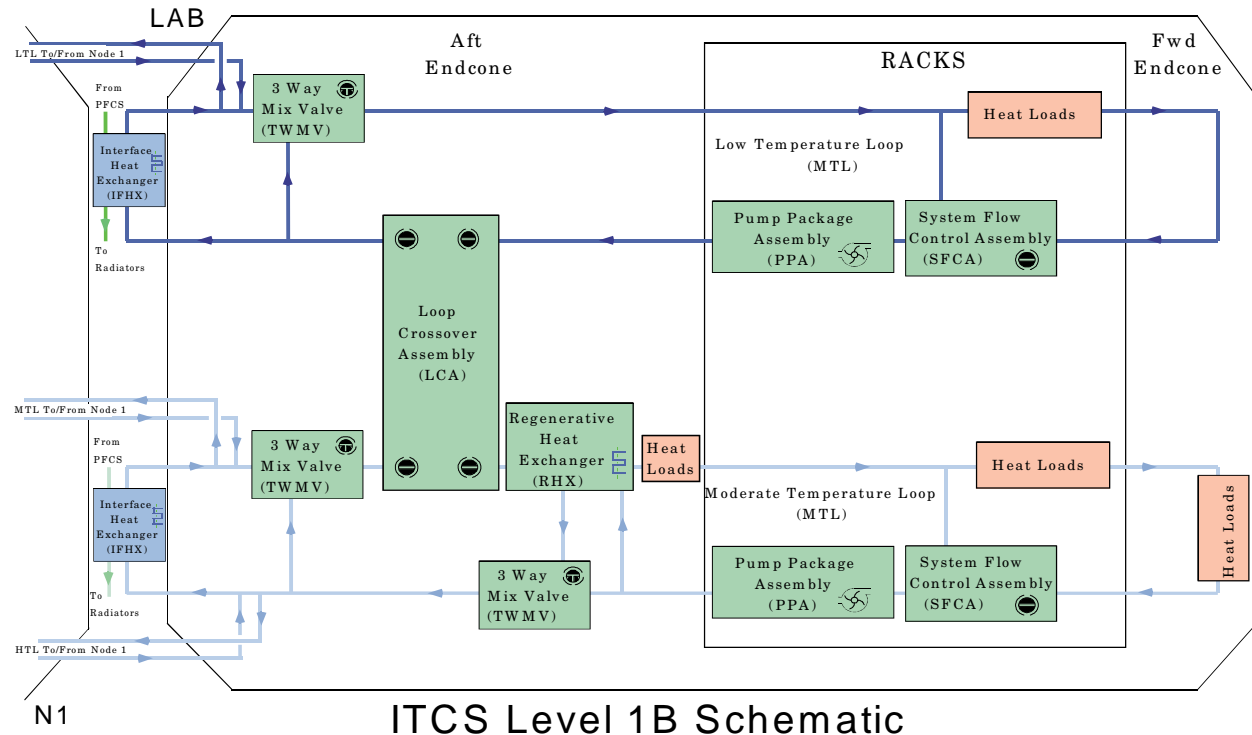 LAB
LTL To/From Node 1
Aft
Endcone
RACKS
Fwd
Endcone
From
PFCS
3 Way
Mix Valve
(TWMV)
Heat Loads
Interface
Heat
Exchanger
(IFHX)
Low Temperature Loop
(MTL)
To
Radiators
Pump Package
Assembly
(PPA)
System Flow
Control Assembly
(SFCA)
Loop
Crossover
Assembly
(LCA)
MTL To/From Node 1
From
PFCS
3 Way
Mix Valve
(TWMV)
Regenerative
Heat
Exchanger
(RHX)
Heat
Loads
Heat Loads
Interface
Heat
Exchanger
(IFHX)
Moderate Temperature Loop
(MTL)
Heat Loads
To
Radiators
3 Way
Mix Valve
(TWMV)
Pump Package
Assembly
(PPA)
System Flow
Control Assembly
(SFCA)
HTL To/From Node 1
N1
ITCS Level 1B Schematic